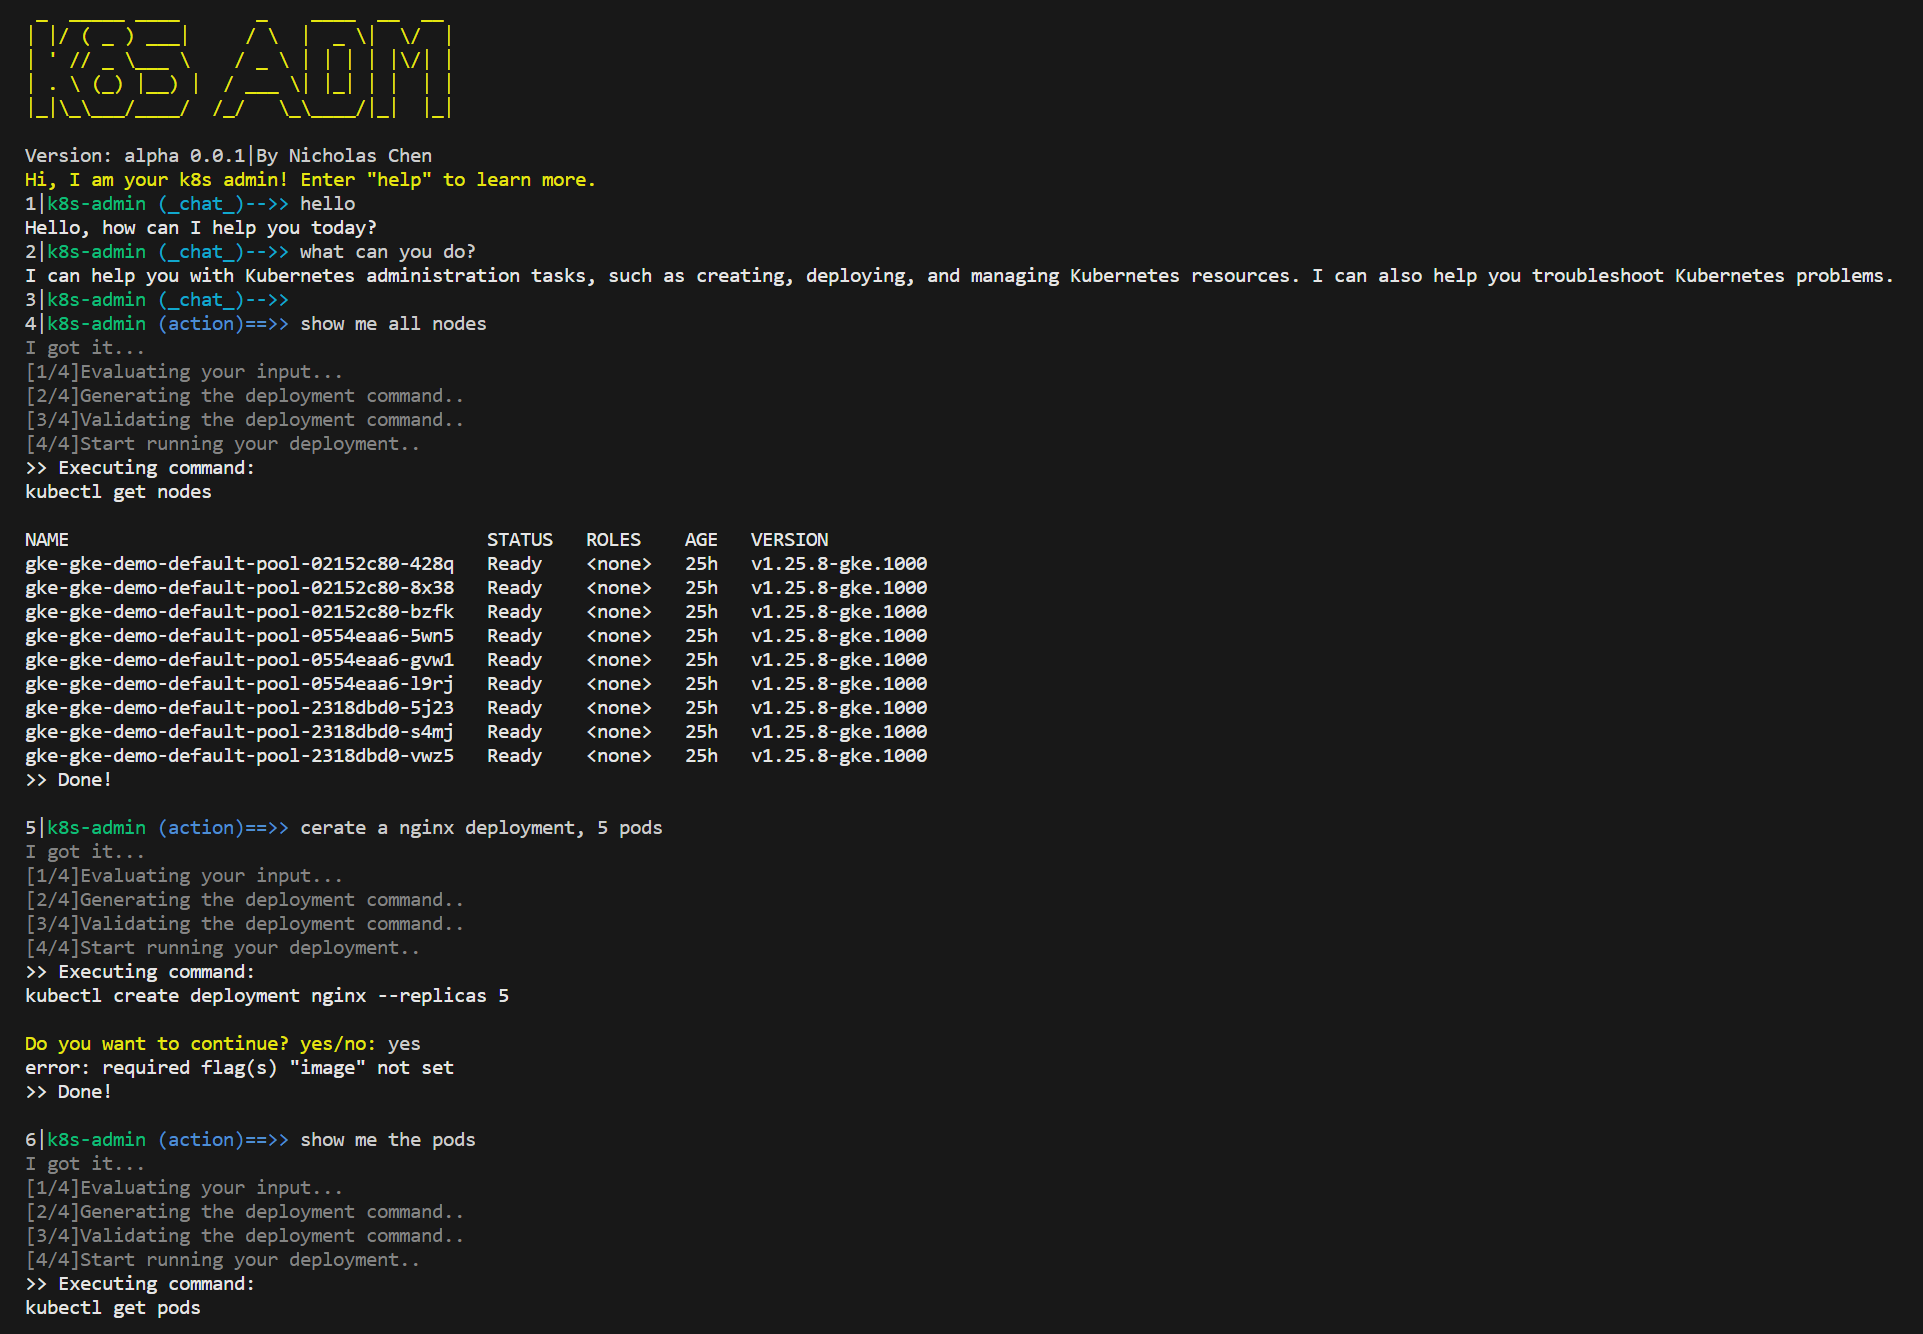 K8S ADM
Version: alpha 0.0.1|By Nicholas Chen
Hi, I am your k8s admin! Enter "help" to learn more.
1|k8s-admin (_chat_)-->> hello
Hello, how can I help you today?
2|k8s-admin (_chat_)-->> what can you do?
I can help you with Kubernetes administration tasks, such as creating, deploying, and managing Kubernetes resources. I can also help you troubleshoot Kubernetes problems.
3|k8s-admin (_chat_)-->>
4|k8s-admin (action)==>> show me all nodes
I got it...
[1/4]Evaluating your input...
[2/4]Generating the deployment command..
[3/4]Validating the deployment command..
[4/4]Start running your deployment..
>> Executing command:
kubectl get nodes
NAME STATUS ROLES AGE VERSION
gke-gke-demo-default-pool-02152c80-428q Ready <none> 25h v1.25.8-gke.1000
gke-gke-demo-default-pool-02152c80-8x38 Ready <none> 25h v1.25.8-gke.1000
gke-gke-demo-default-pool-02152c80-bzfk Ready <none> 25h v1.25.8-gke.1000
gke-gke-demo-default-pool-0554eaa6-5wn5 Ready <none> 25h v1.25.8-gke.1000
gke-gke-demo-default-pool-0554eaa6-gvw1 Ready <none> 25h v1.25.8-gke.1000
gke-gke-demo-default-pool-0554eaa6-l9rj Ready <none> 25h v1.25.8-gke.1000
gke-gke-demo-default-pool-2318dbd0-5j23 Ready <none> 25h v1.25.8-gke.1000
gke-gke-demo-default-pool-2318dbd0-s4mj Ready <none> 25h v1.25.8-gke.1000
gke-gke-demo-default-pool-2318dbd0-vwz5 Ready <none> 25h v1.25.8-gke.1000
>> Done!
5|k8s-admin (action)==>> cerate a nginx deployment, 5 pods
I got it...
[1/4]Evaluating your input...
[2/4]Generating the deployment command..
[3/4]Validating the deployment command..
[4/4]Start running your deployment..
>> Executing command:
kubectl create deployment nginx --replicas 5
Do you want to continue? yes/no: yes
error: required flag(s) "image" not set
>> Done!
6|k8s-admin (action)==>> show me the pods
I got it...
[1/4]Evaluating your input...
[2/4]Generating the deployment command..
[3/4]Validating the deployment command..
[4/4]Start running your deployment..
>> Executing command:
kubectl get pods